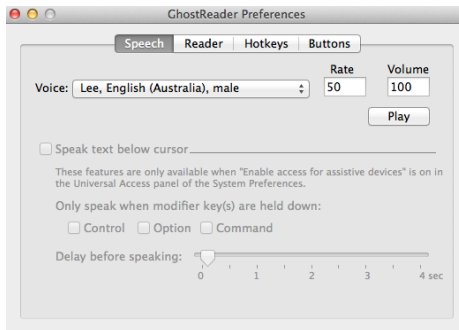 GhostReader Preferences
Speech Reader Hotkeys Buttons
Rate Volume
Voice: Lee, English (Australia), male 50 100
Play
Speak text below cursor
These features are only available when "Enable access for assistive devices" is on in
the Universal Access panel of the System Preferences.
Only speak when modifier key(s) are held down:
Control Option Command
Delay before speaking:
0 1 2 3 4 sec